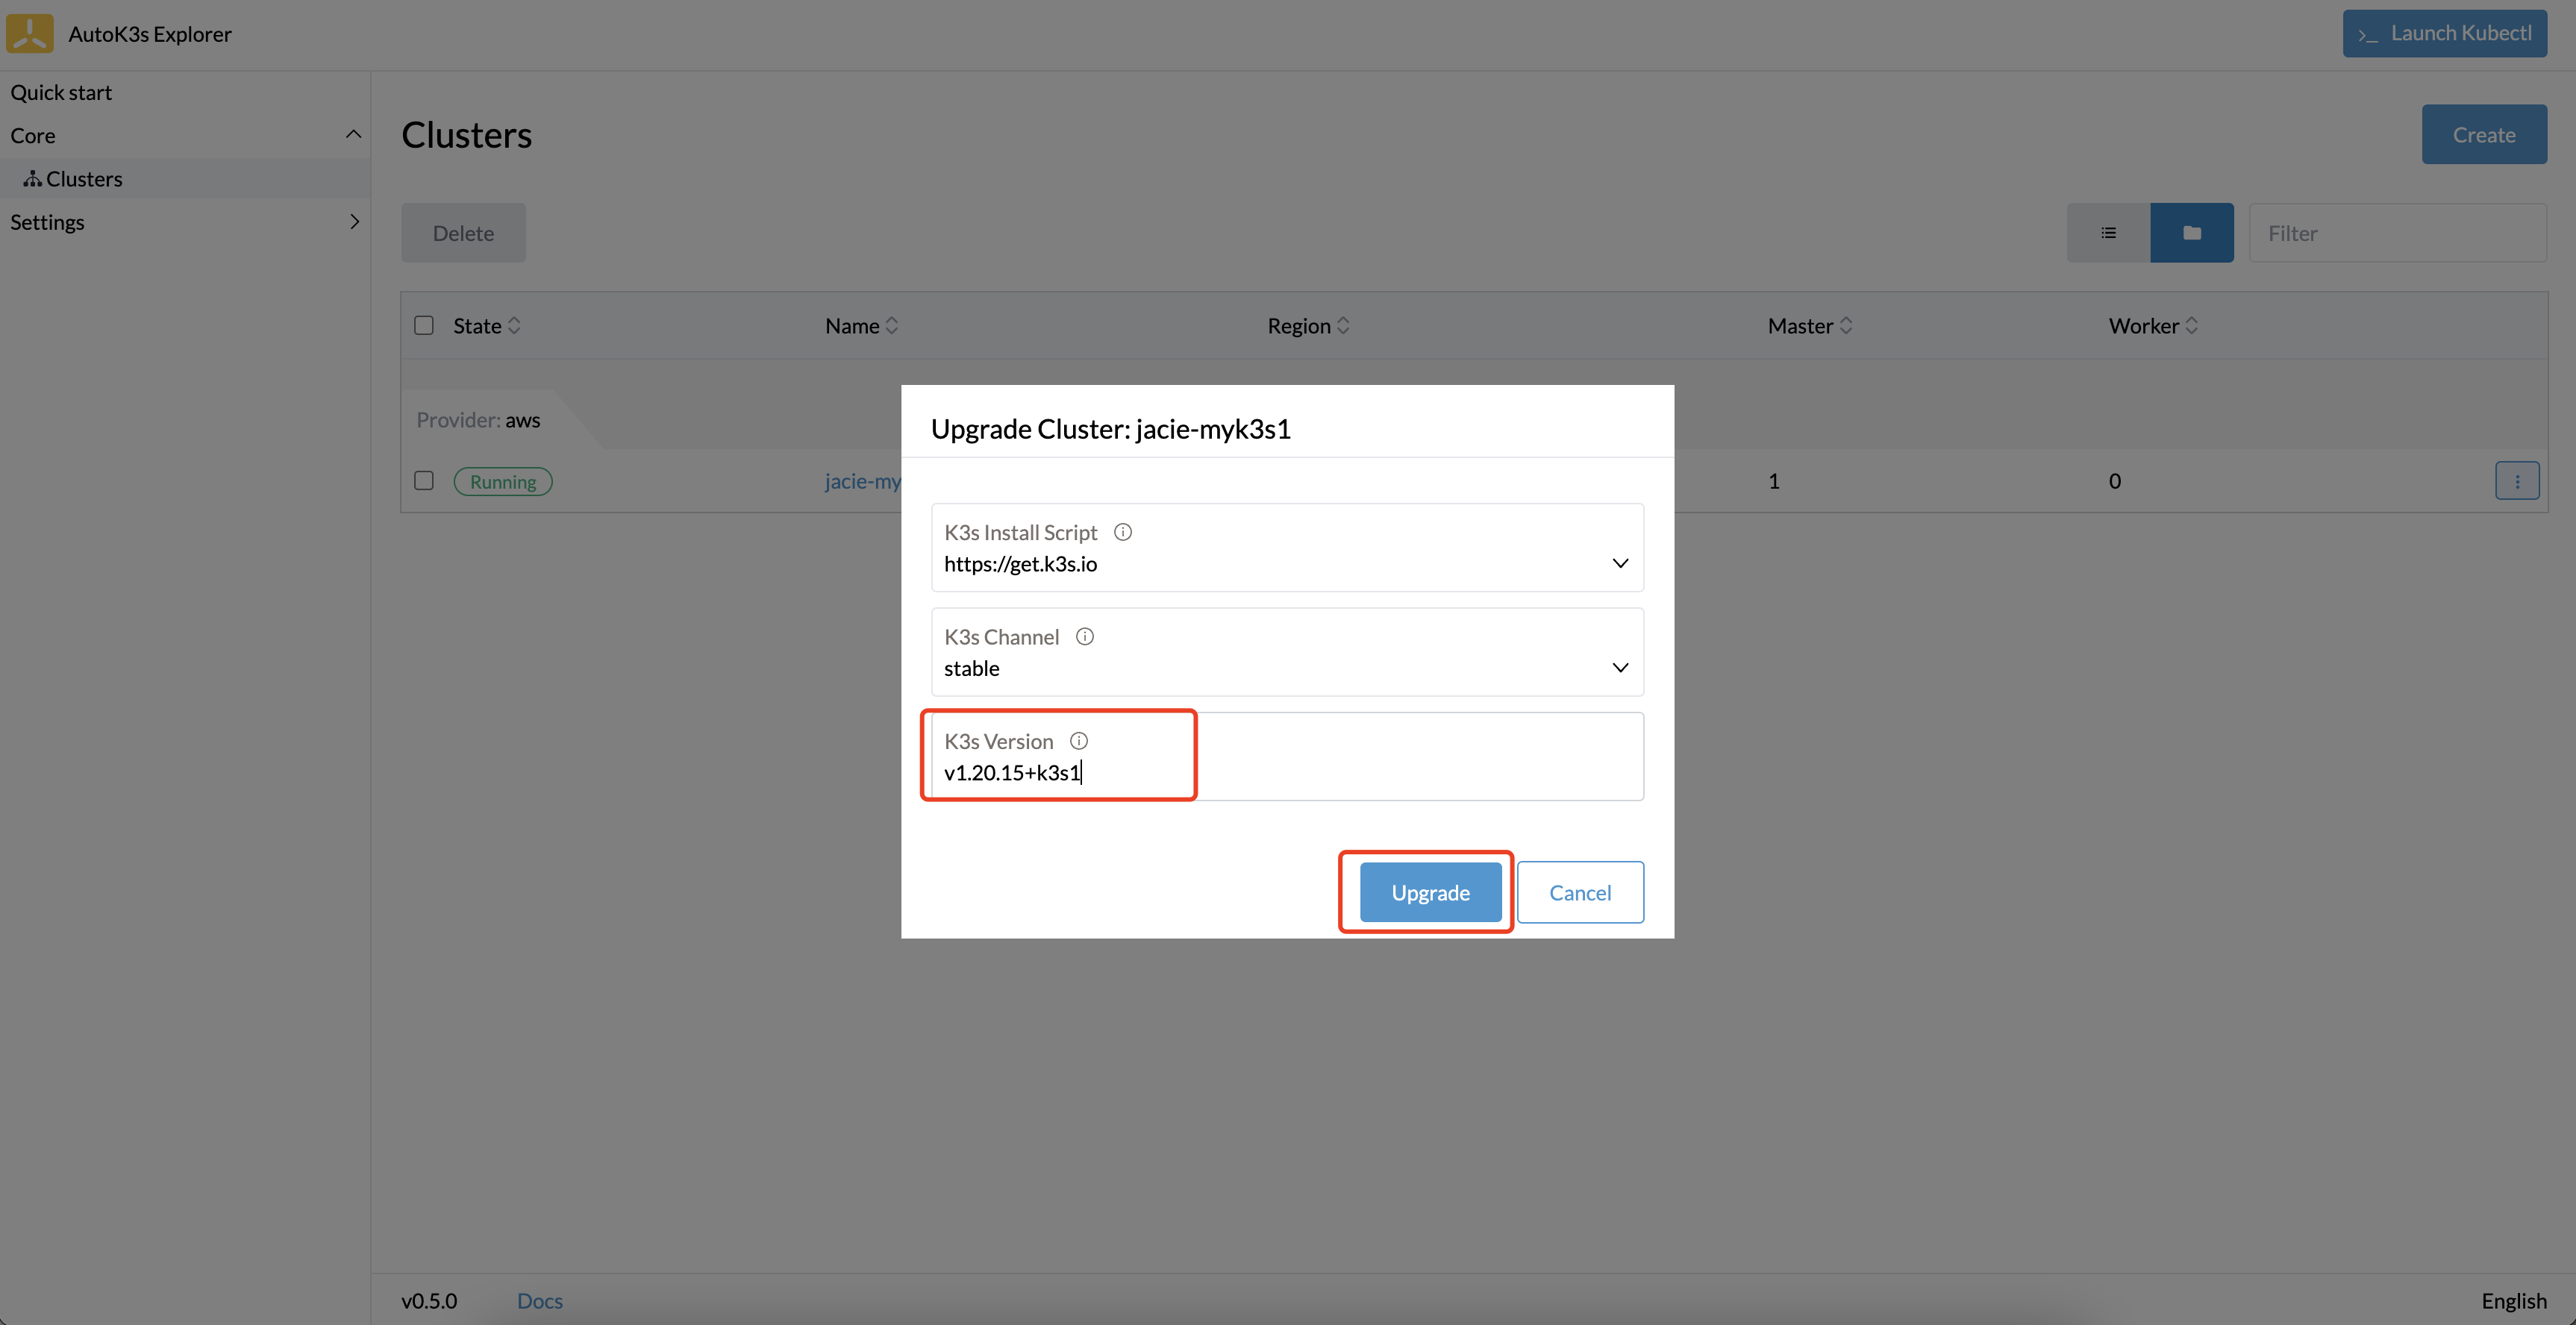 AutoK3s Explorer
>_ Launch Kubectl
Quick start
Core
Clusters
Settings
Clusters
Create
Delete
Filter
State Name Region Master Worker
Provider: aws
Running jacie-my 1 0
Upgrade Cluster: jacie-myk3s1
K3s Install Script
https://get.k3s.io
K3s Channel
stable
K3s Version
v1.20.15+k3s1
Upgrade Cancel
v0.5.0 Docs English